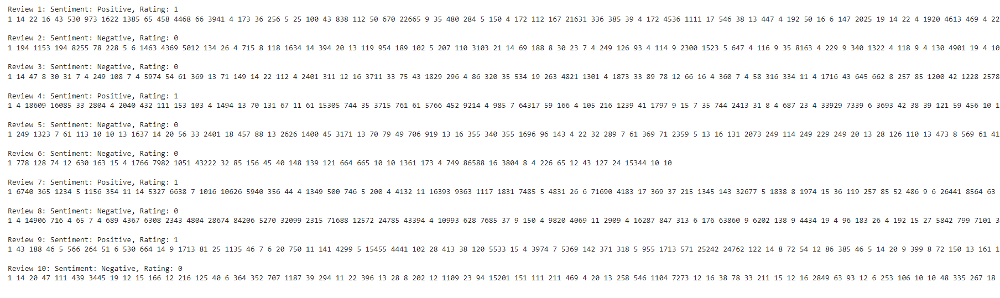 Review 1: Sentiment: Positive, Rating: 1
1 14 22 16 43 530 973 1622 1385 65 458 4468 66 3941 4 173 36 256 5 25 100 43 838 112 50 670 22665 9 35 480 284 5 150 4 172 112 167 21631 336 385 39 4 172 4536 1111 17 546 38 13 447 4 192 50 16 6 147 2025 19 14 22 4 1920 4613 469 4 22
Review 2: Sentiment: Negative, Rating: 0
1 194 1153 194 8255 78 228 5 6 1463 4369 5012 134 26 4 715 8 118 1634 14 394 20 13 119 954 189 102 5 207 110 3103 21 14 69 188 8 30 23 7 4 249 126 93 4 114 9 2300 1523 5 647 4 116 9 35 8163 4 229 9 340 1322 4 118 9 4 130 4901 19 4 10
Review 3: Sentiment: Negative, Rating: 0
1 14 47 8 30 31 7 4 249 108 7 4 5974 54 61 369 13 71 149 14 22 112 4 2401 311 12 16 3711 33 75 43 1829 296 4 86 320 35 534 19 263 4821 1301 4 1873 33 89 78 12 66 16 4 360 7 4 58 316 334 11 4 1716 43 645 662 8 257 85 1200 42 1228 2578
Review 4: Sentiment: Positive, Rating: 1
1 4 18609 16085 33 2804 4 2040 432 111 153 103 4 1494 13 70 131 67 11 61 15305 744 35 3715 761 61 5766 452 9214 4 985 7 64317 59 166 4 105 216 1239 41 1797 9 15 7 35 744 2413 31 8 4 687 23 4 33929 7339 6 3693 42 38 39 121 59 456 10 1
Review 5: Sentiment: Negative, Rating: 0
1 249 1323 7 61 113 10 10 13 1637 14 20 56 33 2401 18 457 88 13 2626 1400 45 3171 13 70 79 49 706 919 13 16 355 340 355 1696 96 143 4 22 32 289 7 61 369 71 2359 5 13 16 131 2073 249 114 249 229 249 20 13 28 126 110 13 473 8 569 61 41
Review 6: Sentiment: Negative, Rating: 0
1 778 128 74 12 630 163 15 4 1766 7982 1051 43222 32 85 156 45 40 148 139 121 664 665 10 10 1361 173 4 749 86588 16 3804 8 4 226 65 12 43 127 24 15344 10 10
Review 7: Sentiment: Positive, Rating: 1
1 6740 365 1234 5 1156 354 11 14 5327 6638 7 1016 10626 5940 356 44 4 1349 500 746 5 200 4 4132 11 16393 9363 1117 1831 7485 5 4831 26 6 71690 4183 17 369 37 215 1345 143 32677 5 1838 8 1974 15 36 119 257 85 52 486 9 6 26441 8564 63
Review 8: Sentiment: Negative, Rating: 0
1 4 14906 716 4 65 7 4 689 4367 6308 2343 4804 28674 84206 5270 32099 2315 71688 12572 24785 43394 4 10993 628 7685 37 9 150 4 9820 4069 11 2909 4 16287 847 313 6 176 63860 9 6202 138 9 4434 19 4 96 183 26 4 192 15 27 5842 799 7101 3
Review 9: Sentiment: Positive, Rating: 1
1 43 188 46 5 566 264 51 6 530 664 14 9 1713 81 25 1135 46 7 6 20 750 11 141 4299 5 15455 4441 102 28 413 38 120 5533 15 4 3974 7 5369 142 371 318 5 955 1713 571 25242 24762 122 14 8 72 54 12 86 385 46 5 14 20 9 399 8 72 150 13 161 1
Review 10: Sentiment: Negative, Rating: 0
1 14 20 47 111 439 3445 19 12 15 166 12 216 125 40 6 364 352 707 1187 39 294 11 22 396 13 28 8 202 12 1109 23 94 15201 151 111 211 469 4 20 13 258 546 1104 7273 12 16 38 78 33 211 15 12 16 2849 63 93 12 6 253 106 10 10 48 335 267 18